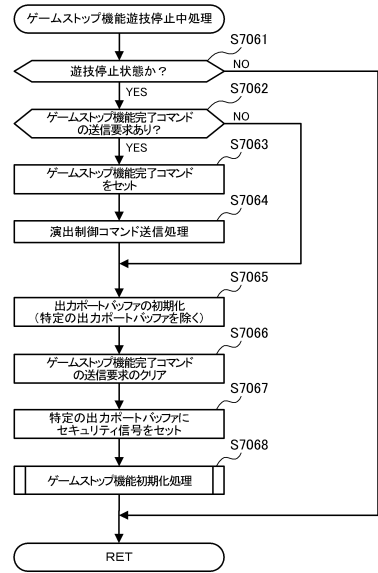 ゲームストップ機能遊技停止中処理
S7061
遊技停止状態か？
NO
YES
S7062
ゲームストップ機能完了コマンド
の送信要求あり？
NO
YES
S7063
ゲームストップ機能完了コマンド
をセット
S7064
演出制御コマンド送信処理
S7065
出力ポートバッファの初期化
（特定の出力ポートバッファを除く）
S7066
ゲームストップ機能完了コマンド
の送信要求のクリア
S7067
特定の出力ポートバッファに
セキュリティ信号をセット
S7068
ゲームストップ機能初期化処理
RET